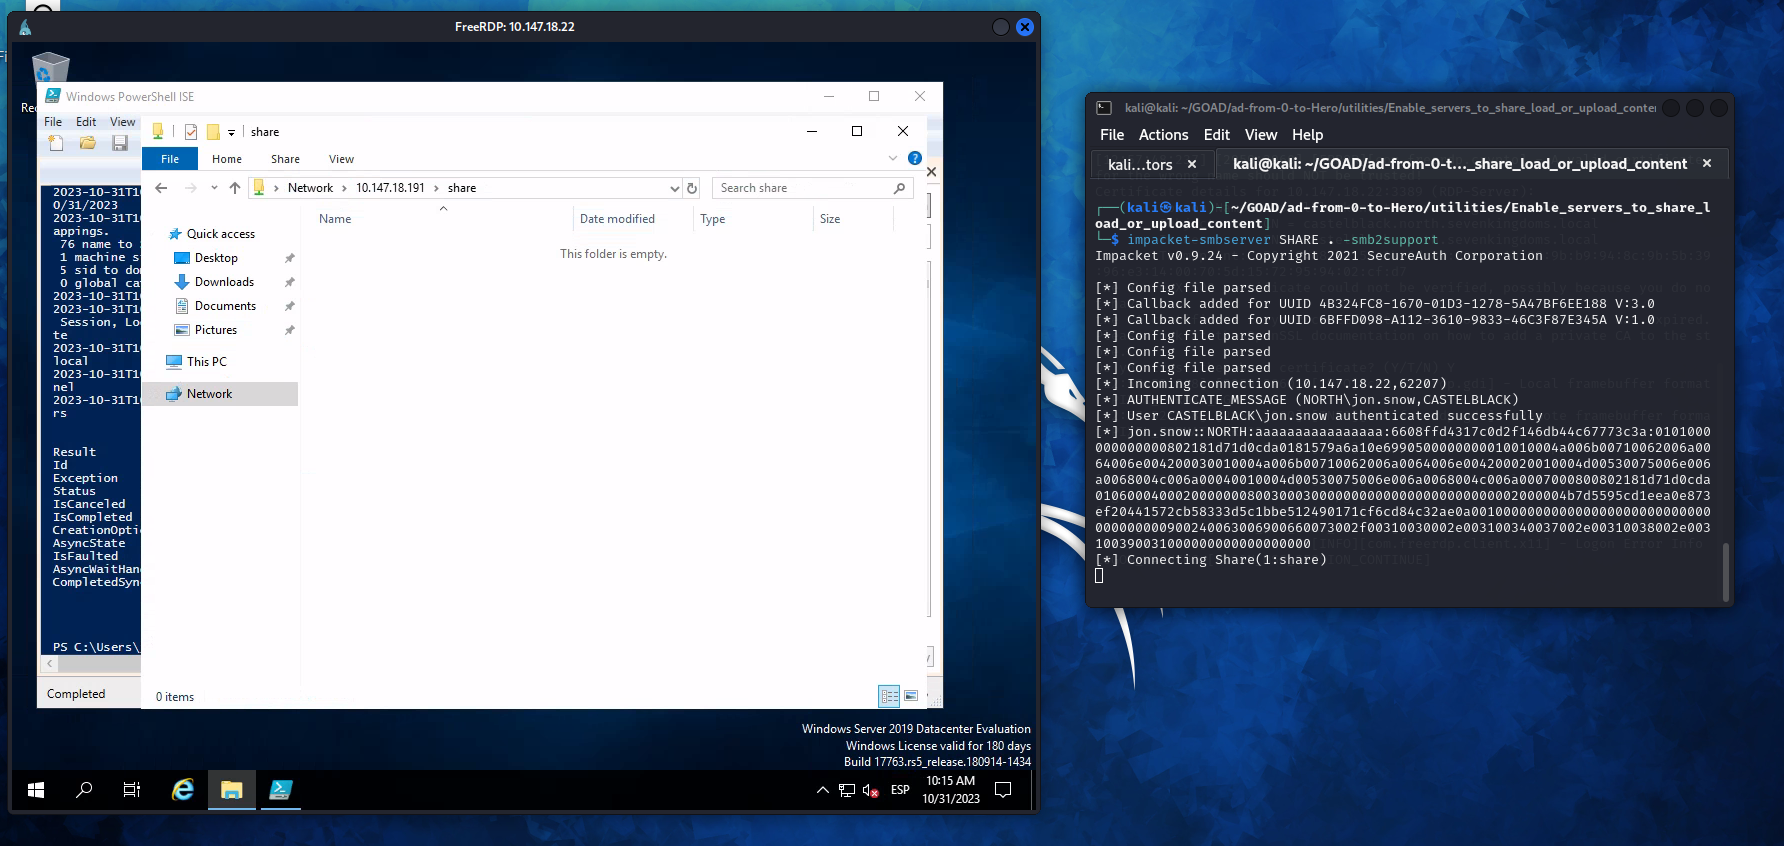 FreeRDP: 10.147.18.22
Windows PowerShell ISE
File Edit View
share
File Home Share View
Network 10.147.18.191 share
Search share
Name Date modified Type Size
This folder is empty.
Quick access
Desktop
Downloads
Documents
Pictures
This PC
Network
0 items
2023-10-31T1
0/31/2023
2023-10-31T1
appings.
76 name to
1 machine s
5 sid to do
0 global ca
2023-10-31T1
2023-10-31T1
Session, Lo
te
2023-10-31T1
local
2023-10-31T1
nel
2023-10-31T1
rs
Result
Id
Exception
Status
IsCanceled
IsCompleted
CreationOpti
AsyncState
IsFaulted
AsyncWaitHan
CompletedSyn
PS C:\Users\
Completed
Windows Server 2019 Datacenter Evaluation
Windows License valid for 180 days
Build 17763.rs5_release.180914-1434
ESP
10:15 AM
10/31/2023
kali@kali: ~/GOAD/ad-from-0-to-Hero/utilities/Enable_servers_to_share_load_or_upload_conte
File Actions Edit View Help
kali...tors
kali@kali: ~/GOAD/ad-from-0-t..._share_load_or_upload_content
(kali㉿kali)-[~/GOAD/ad-from-0-to-Hero/utilities/Enable_servers_to_share_l
oad_or_upload_content]
$ impacket-smbserver SHARE . -smb2support
Impacket v0.9.24 - Copyright 2021 SecureAuth Corporation
[*] Config file parsed
[*] Callback added for UUID 4B324FC8-1670-01D3-1278-5A47BF6EE188 V:3.0
[*] Callback added for UUID 6BFFD098-A112-3610-9833-46C3F87E345A V:1.0
[*] Config file parsed
[*] Config file parsed
[*] Config file parsed
[*] Incoming connection (10.147.18.22,62207)
[*] AUTHENTICATE_MESSAGE (NORTH\jon.snow,CASTELBLACK)
[*] User CASTELBLACK\jon.snow authenticated successfully
[*] jon.snow::NORTH:aaaaaaaaaaaaaaaa:6608ffd4317c0d2f146db44c67773c3a:0101000
000000000802181d71d0cda0181579a6a10e699050000000001001 0004a006b00710062006a00
64006e004200030010004a006b00710062006a0064006e004200020010004d00530075006e006
a0068004c006a00040010004d00530075006e006a0068004c006a0007000800802181d71d0cda
010600040002000000080030003000000000000000000000000020000​04b7d5595cd1eea0e873
ef20441572cb58333d5c1bbe512490171cf6cd84c32ae0a001000000000000000000000000000
000000000900240063006900660073002f00310030002e003100340037002e00310038002e003
100390031000000000000000000
[*] Connecting Share(1:share)